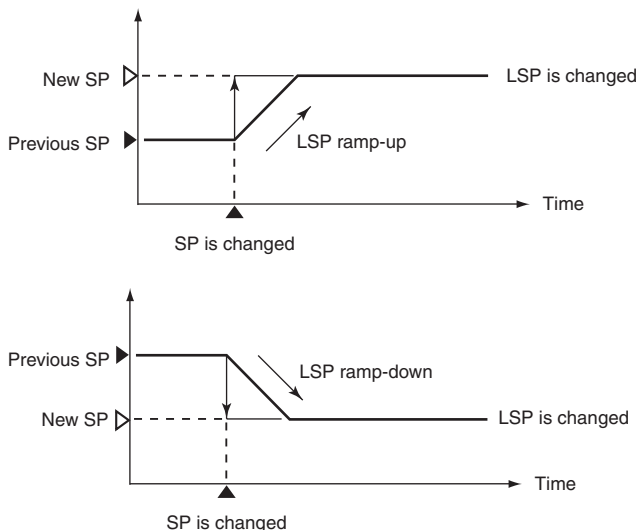 New SP
LSP is changed
Previous SP
LSP ramp-up
Time
SP is changed
Previous SP
LSP ramp-down
New SP
LSP is changed
Time
SP is changed